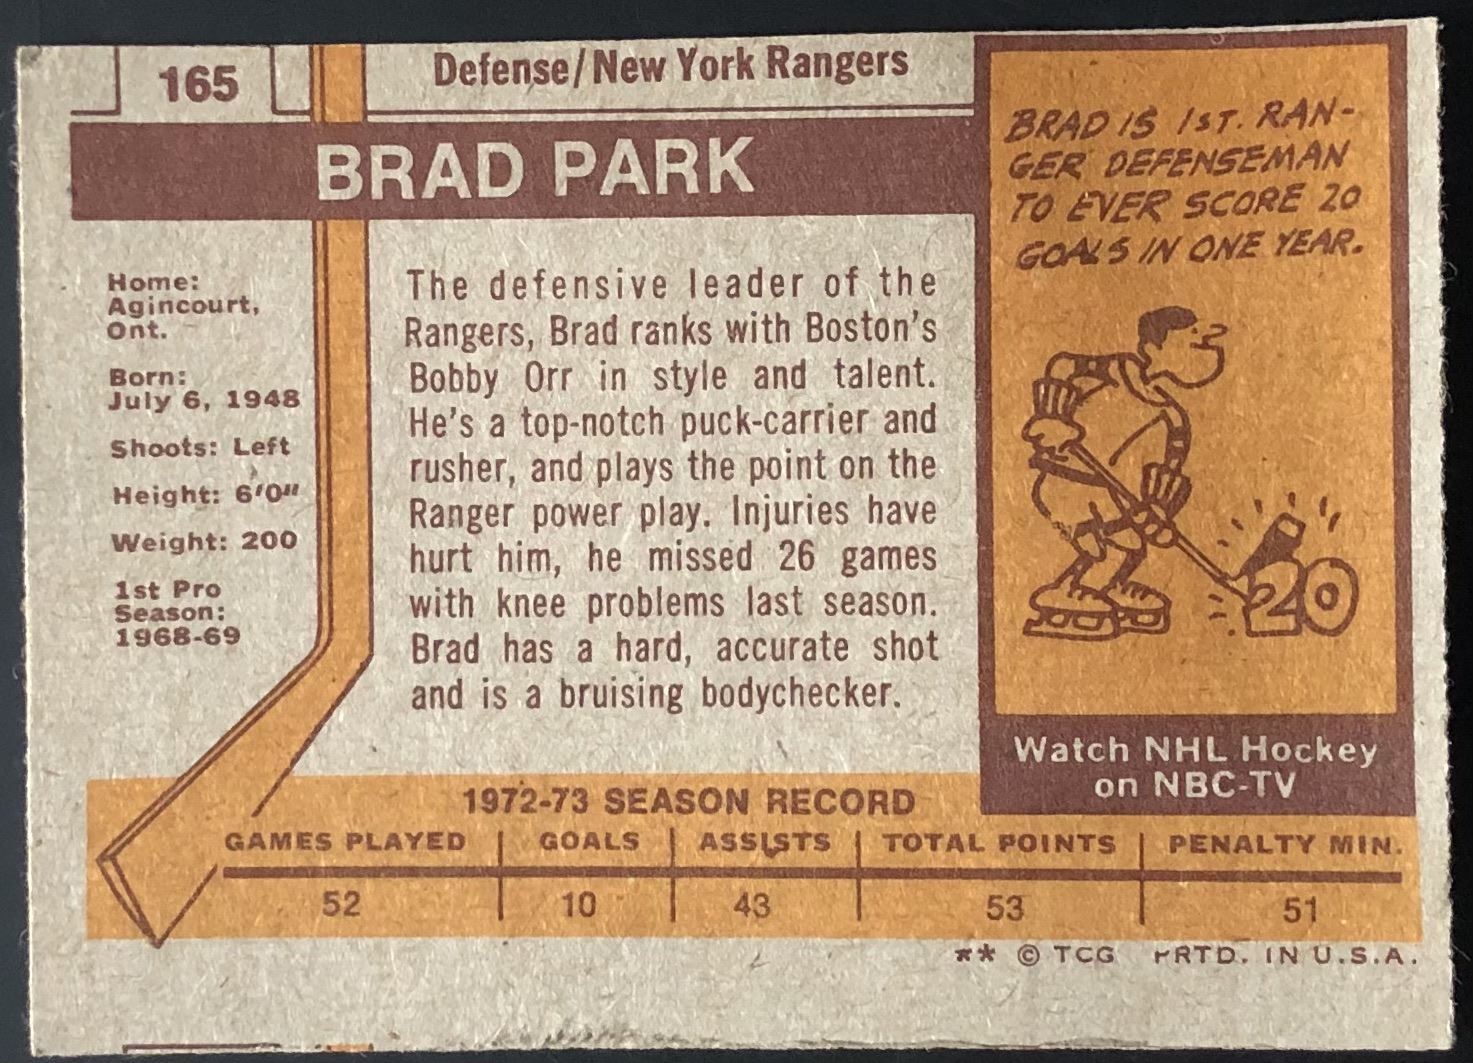 165
Defense/New York Rangers
BRAD PARK
Home:
Agincourt,
Ont.
Born:
July 6, 1948
Shoots: Left
Height: 6'0"
Weight: 200
1st Pro
Season:
1968-69
The defensive leader of the
Rangers, Brad ranks with Boston's
Bobby Orr in style and talent.
He's a top-notch puck-carrier and
rusher, and plays the point on the
Ranger power play. Injuries have
hurt him, he missed 26 games
with knee problems last season.
Brad has a hard, accurate shot
and is a bruising bodychecker.
BRAD IS 1ST. RAN-
GER DEFENSEMAN
TO EVER SCORE 20
GOALS IN ONE YEAR.
20
Watch NHL Hockey
on NBC-TV
1972-73 SEASON RECORD
GAMES PLAYED GOALS ASSISTS TOTAL POINTS PENALTY MIN.
52 10 43 53 51
** © TCG PRTD. IN U.S.A.